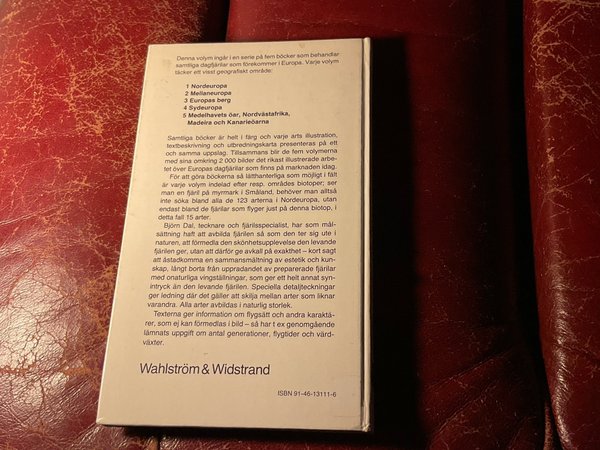 Denna volym ingår i en serie på fem böcker som behandlar
samtliga dagfjärilar som förekommer i Europa. Varje volym
täcker ett visst geografiskt område:
1 Nordeuropa
2 Mellaneuropa
3 Europas berg
4 Sydeuropa
5 Medelhavets öar, Nordvästafrika,
Madeira och Kanarieöarna
Samtliga böcker är helt i färg och varje arts illustration,
textbeskrivning och utbredningskarta presenteras på ett
och samma uppslag. Tillsammans blir de fem volymerna
med sina omkring 2 000 bilder det rikast illustrerade arbe-
tet över Europas dagfjärilar som finns på marknaden idag.
För att göra böckerna så lätthanterliga som möjligt i fält
är varje volym indelad efter resp. områdes biotoper; ser
man en fjäril på myrmark i Småland, behöver man alltså
inte söka bland alla de 123 arterna i Nordeuropa, utan
endast bland de fjärilar som flyger just på denna biotop, i
detta fall 15 arter.
Björn Dal, tecknare och fjärilsspecialist, har som mål-
sättning haft att avbilda fjärilen så som den ter sig ute i
naturen, att förmedla den skönhetsupplevelse den levande
fjärilen ger, utan att därför ge avkall på exakthet – kort sagt
att åstadkomma en sammansmältning av estetik och kun-
skap, långt borta från uppradandet av preparerade fjärilar
med onaturliga vingställningar, som ger ett helt annat syn-
intryck än den levande fjärilen. Speciella detaljteckningar
ger ledning där det gäller att skilja mellan arter som liknar
varandra. Alla arter avbildas i naturlig storlek.
Texterna ger information om flygsätt och andra karaktä-
rer, som ej kan förmedlas i bild – så har t ex genomgående
lämnats uppgift om antal generationer, flygtider och värd-
växter.
Wahlström & Widstrand
ISBN 91-46-13111-6